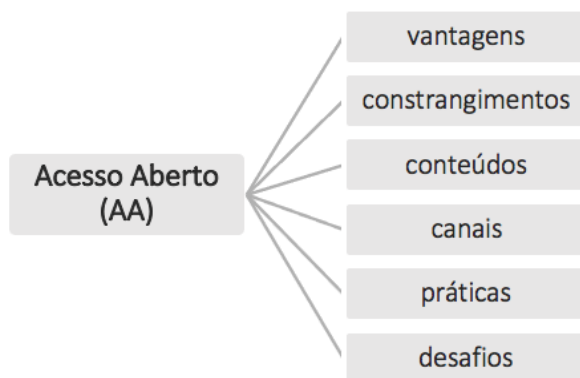 Acesso Aberto
(AA)
vantagens
constrangimentos
conteúdos
canais
práticas
desafios